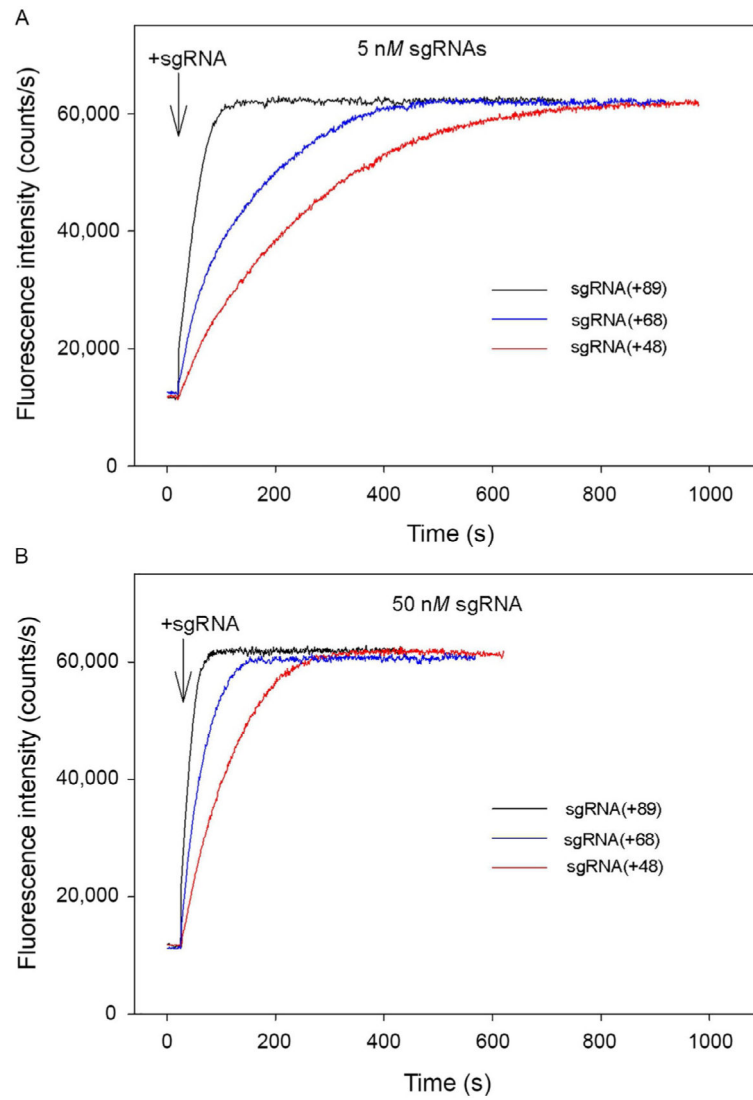 A
5 nM sgRNAs
+sgRNA
60,000
40,000
20,000
0
Fluorescence intensity (counts/s)
sgRNA(+89)
sgRNA(+68)
sgRNA(+48)
0 200 400 600 800 1000
Time (s)
B
50 nM sgRNA
+sgRNA
60,000
40,000
20,000
0
Fluorescence intensity (counts/s)
sgRNA(+89)
sgRNA(+68)
sgRNA(+48)
0 200 400 600 800 1000
Time (s)